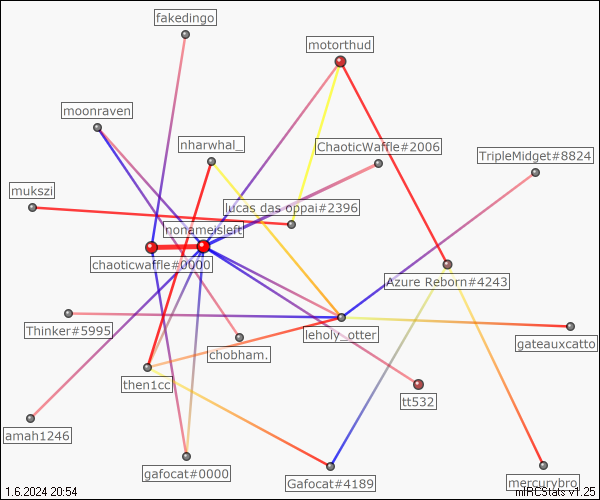 fakedingo
motorthud
moonraven
nharwhal_
ChaoticWaffle#2006
TripleMidget#8824
mukszi
lucas das oppai#2396
nonameisleft
chaoticwaffle#0000
Azure Reborn#4243
Thinker#5995
leholy_otter
gateauxcatto
chobham.
then1cc
tt532
amah1246
gafocat#0000
Gafocat#4189
mercurybro
1.6.2024 20:54
mIRCStats v1.25